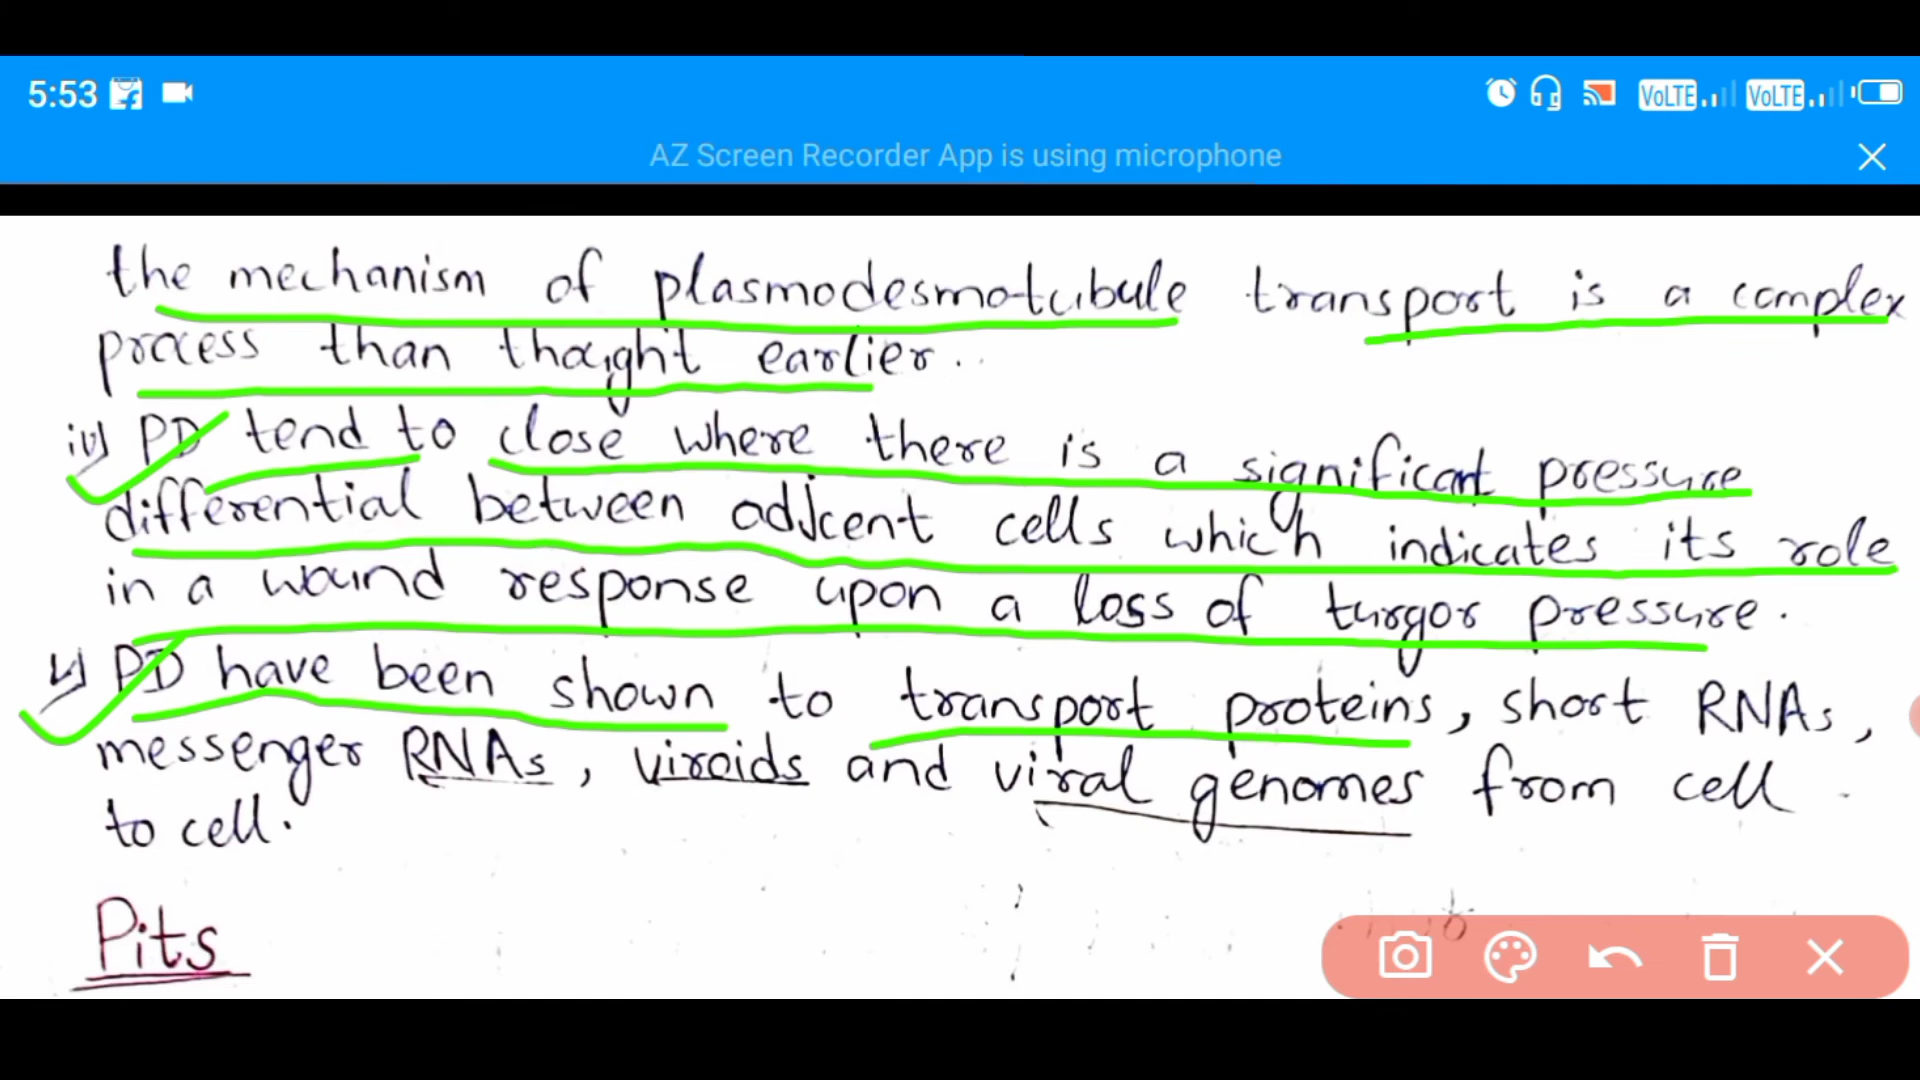 5:53
VoLTE VoLTE
AZ Screen Recorder App is using microphone
the mechanism of plasmodesmotubule transport is a complex
process than thought earlier..
iv) PD tend to close where there is a significant pressure
differential between adjcent cells which indicates its role
in a wound response upon a loss of turgor pressure.
v) PD have been shown to transport proteins, short RNAs,
messenger RNAs, viroids and viral genomes from cell
to cell.
Pits